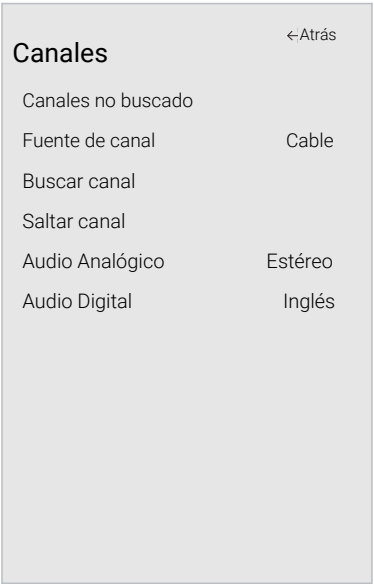 ←Atrás
Canales
Canales no buscado
Fuente de canal Cable
Buscar canal
Saltar canal
Audio Analógico Estéreo
Audio Digital Inglés